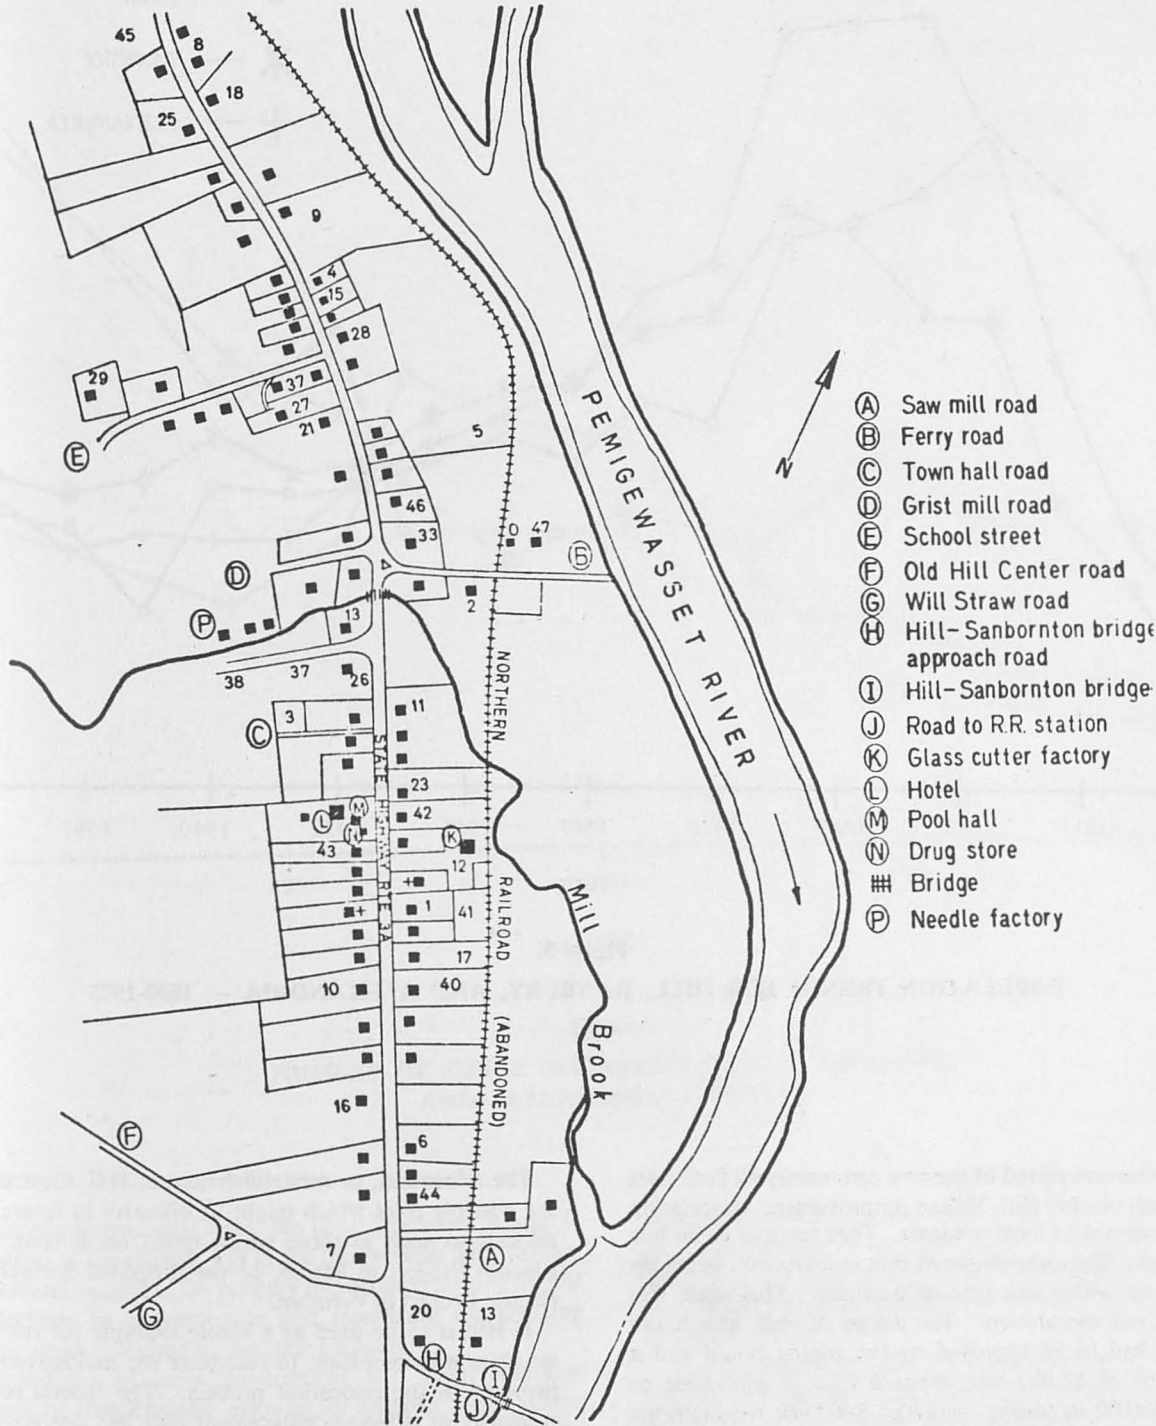 45
8
18
25
9
4
15
28
29
37
27
21
5
46
33
O
47
2
13
37
38
26
3
11
23
42
43
12
1
41
17
10
40
16
6
44
7
20
13
Ⓔ
Ⓑ
Ⓓ
Ⓟ
Ⓒ
Ⓜ
Ⓛ
Ⓝ
Ⓚ
Ⓕ
Ⓐ
Ⓖ
Ⓗ
Ⓘ
Ⓙ
PEMIGEWASSET RIVER
NORTHERN RAILROAD (ABANDONED)
STATE HIGHWAY RTE 3A
Mill Brook
N
Ⓐ Saw mill road
Ⓑ Ferry road
Ⓒ Town hall road
Ⓓ Grist mill road
Ⓔ School street
Ⓕ Old Hill Center road
Ⓖ Will Straw road
Ⓗ Hill-Sanbornton bridge
approach road
Ⓘ Hill-Sanbornton bridge
Ⓙ Road to R.R. station
Ⓚ Glass cutter factory
Ⓛ Hotel
Ⓜ Pool hall
Ⓝ Drug store
Bridge
Ⓟ Needle factory